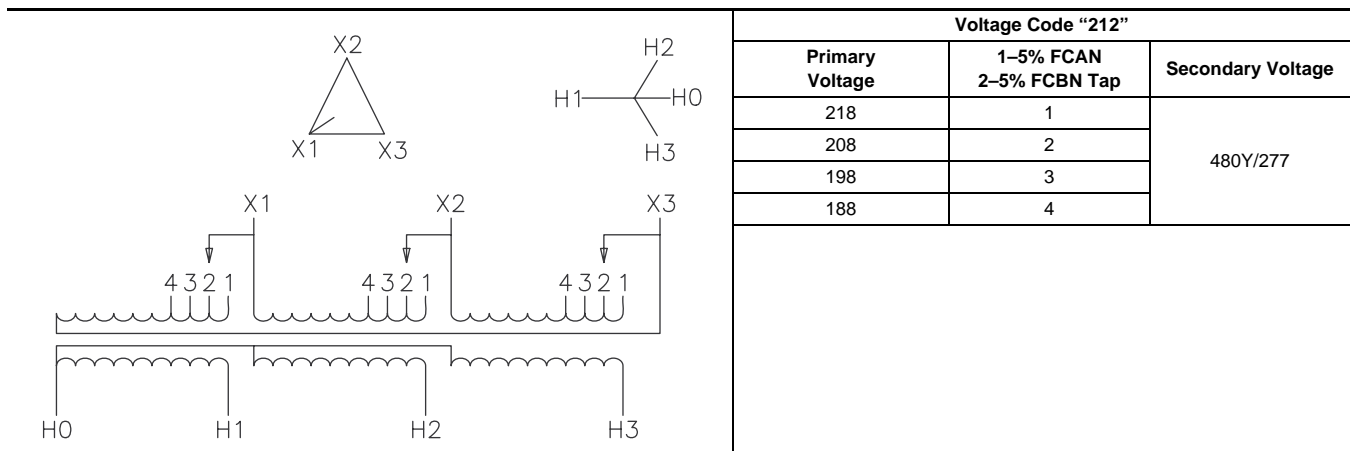 X2
X1 X3
H2
H1 H0
H3
X1 X2 X3
4 3 2 1 4 3 2 1 4 3 2 1
H0 H1 H2 H3
Voltage Code “212”
Primary Voltage 1–5% FCAN 2–5% FCBN Tap Secondary Voltage
218 1
208 2
480Y/277
198 3
188 4